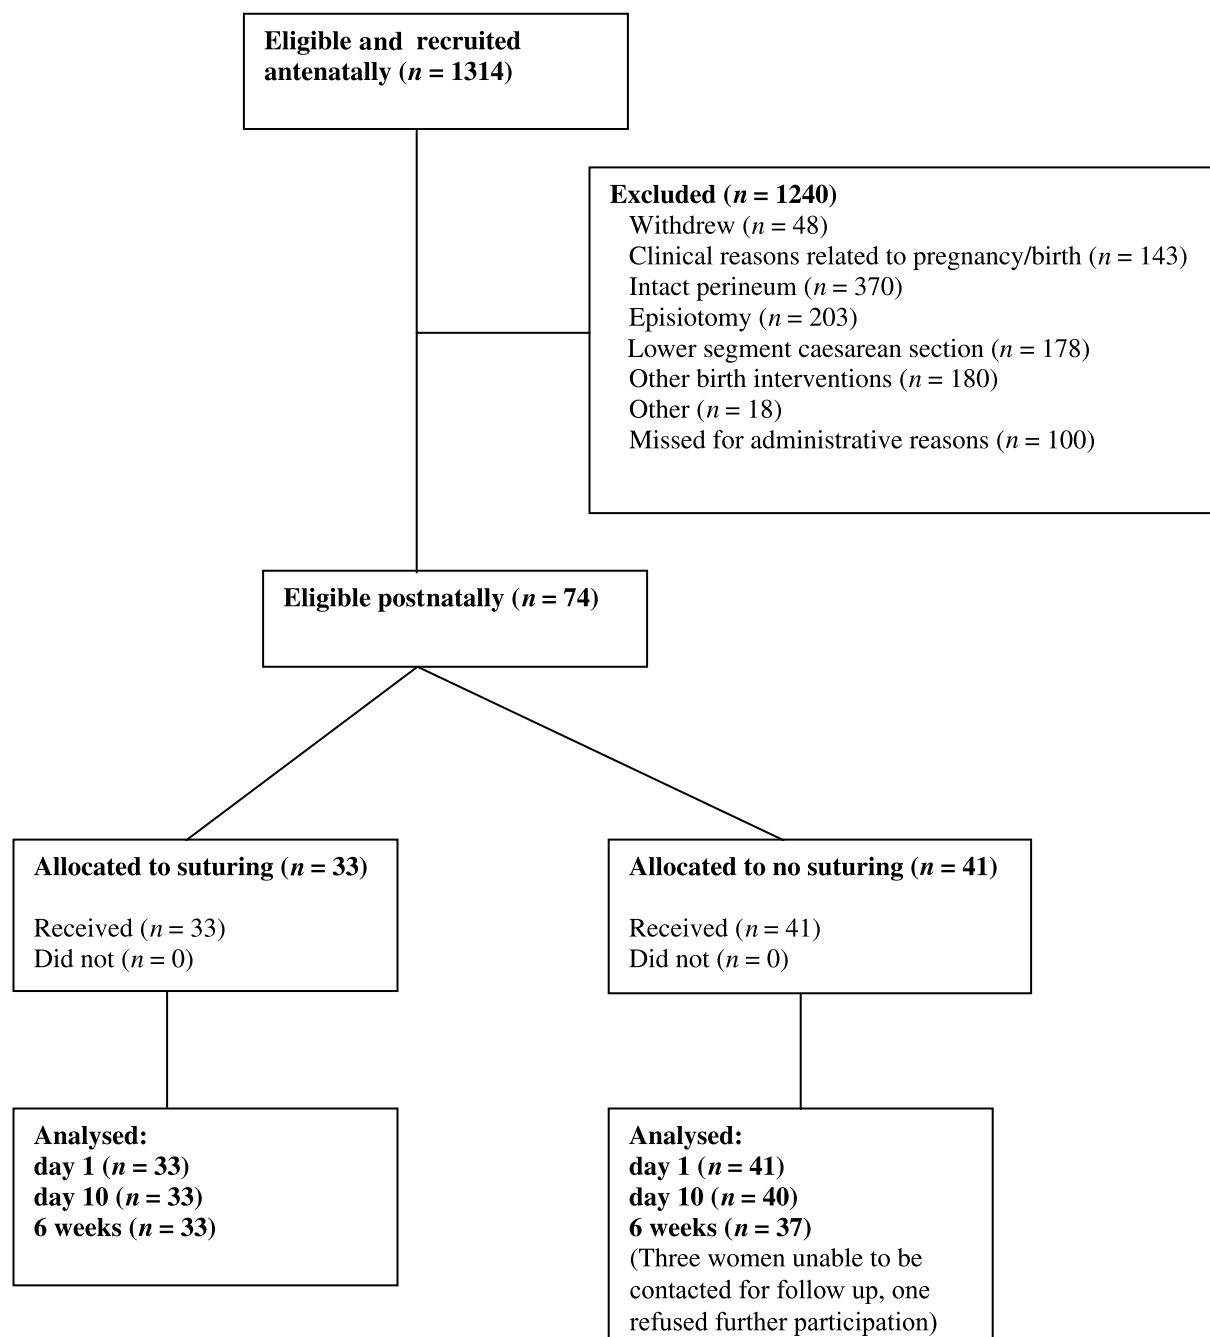 Eligible and recruited
antenatally (n = 1314)
Excluded (n = 1240)
Withdrew (n = 48)
Clinical reasons related to pregnancy/birth (n = 143)
Intact perineum (n = 370)
Episiotomy (n = 203)
Lower segment caesarean section (n = 178)
Other birth interventions (n = 180)
Other (n = 18)
Missed for administrative reasons (n = 100)
Eligible postnatally (n = 74)
Allocated to suturing (n = 33)
Received (n = 33)
Did not (n = 0)
Allocated to no suturing (n = 41)
Received (n = 41)
Did not (n = 0)
Analysed:
day 1 (n = 33)
day 10 (n = 33)
6 weeks (n = 33)
Analysed:
day 1 (n = 41)
day 10 (n = 40)
6 weeks (n = 37)
(Three women unable to be
contacted for follow up, one
refused further participation)